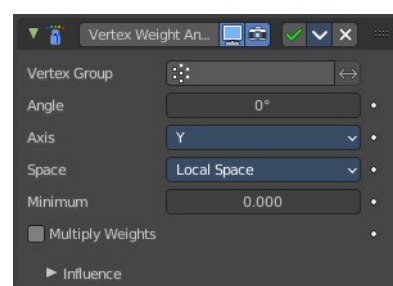 Vertex Weight An...
Vertex Group
Angle 0°
Axis Y
Space Local Space
Minimum 0.000
Multiply Weights
Influence